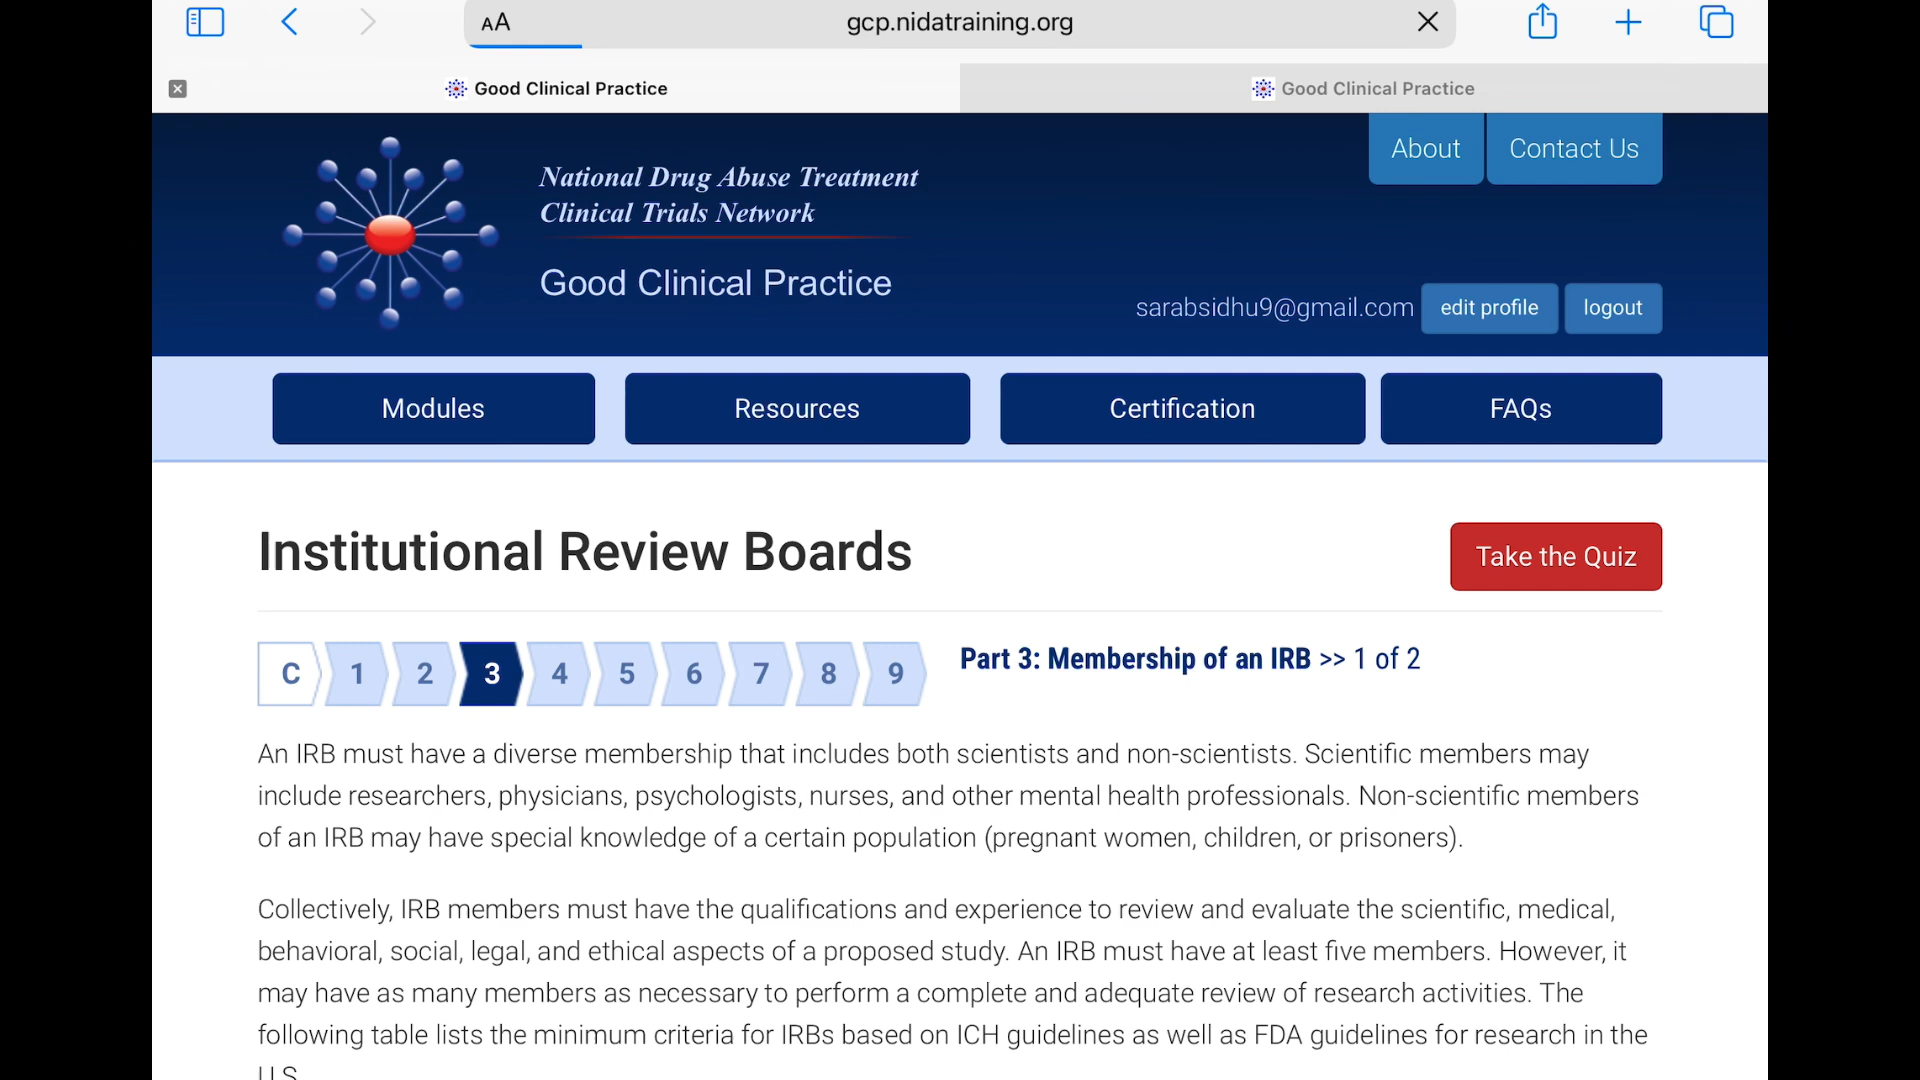 AA gcp.nidatraining.org
Good Clinical Practice Good Clinical Practice
About Contact Us
National Drug Abuse Treatment
Clinical Trials Network
Good Clinical Practice
sarabsidhu9@gmail.com edit profile logout
Modules Resources Certification FAQs
Institutional Review Boards Take the Quiz
C 1 2 3 4 5 6 7 8 9 Part 3: Membership of an IRB >> 1 of 2
An IRB must have a diverse membership that includes both scientists and non-scientists. Scientific members may
include researchers, physicians, psychologists, nurses, and other mental health professionals. Non-scientific members
of an IRB may have special knowledge of a certain population (pregnant women, children, or prisoners).
Collectively, IRB members must have the qualifications and experience to review and evaluate the scientific, medical,
behavioral, social, legal, and ethical aspects of a proposed study. An IRB must have at least five members. However, it
may have as many members as necessary to perform a complete and adequate review of research activities. The
following table lists the minimum criteria for IRBs based on ICH guidelines as well as FDA guidelines for research in the
U.S.